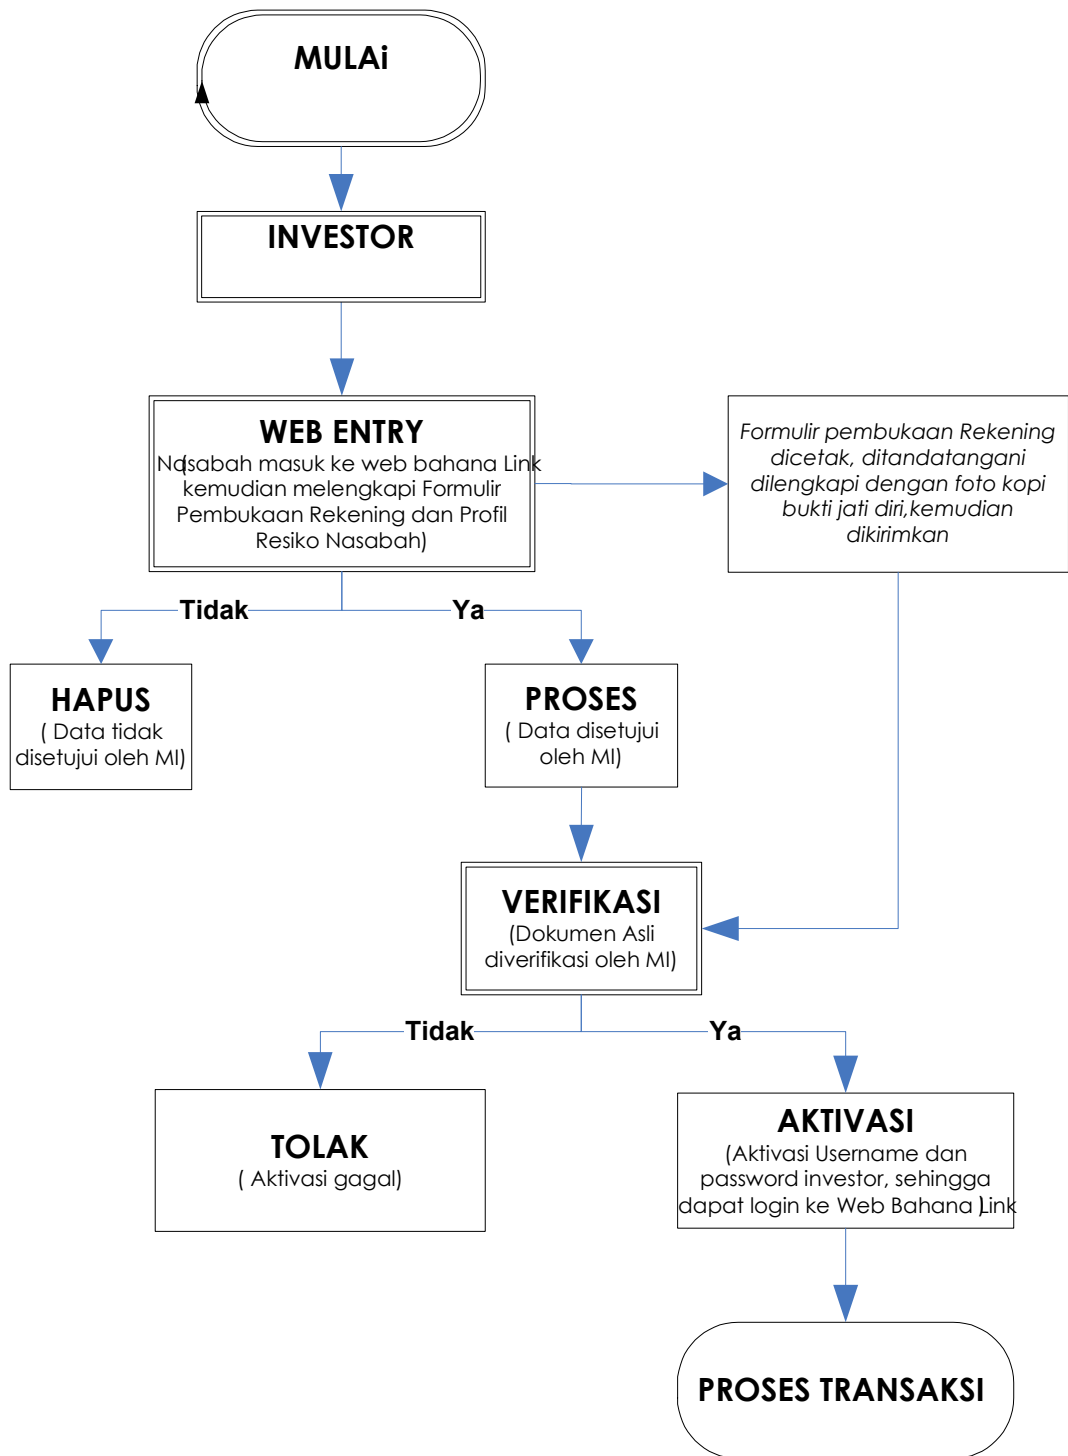 MULAi
INVESTOR
WEB ENTRY
(Nasabah masuk ke web bahana Link
kemudian melengkapi Formulir
Pembukaan Rekening dan Profil
Resiko Nasabah)
Formulir pembukaan Rekening
dicetak, ditandatangani
dilengkapi dengan foto kopi
bukti jati diri,kemudian
dikirimkan
Tidak
Ya
HAPUS
( Data tidak
disetujui oleh MI)
PROSES
( Data disetujui
oleh MI)
VERIFIKASI
(Dokumen Asli
diverifikasi oleh MI)
Tidak
Ya
TOLAK
( Aktivasi gagal)
AKTIVASI
(Aktivasi Username dan
password investor, sehingga
dapat login ke Web Bahana Link)
PROSES TRANSAKSI